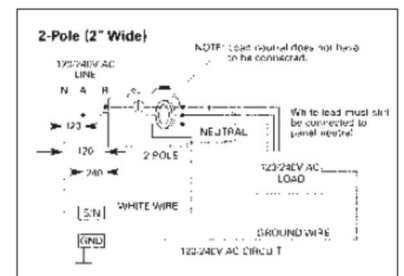 2-Pole (2" Wide)
NOTE: Load neutral does not have
to be connected.
120/240V AC
LINE
N A B
White lead must still
be connected to
panel neutral
NEUTRAL
120
120
2 POLE
240
120/240V AC
LOAD
S/N
WHITE WIRE
GND
GROUND WIRE
120-240V AC CIRCUIT